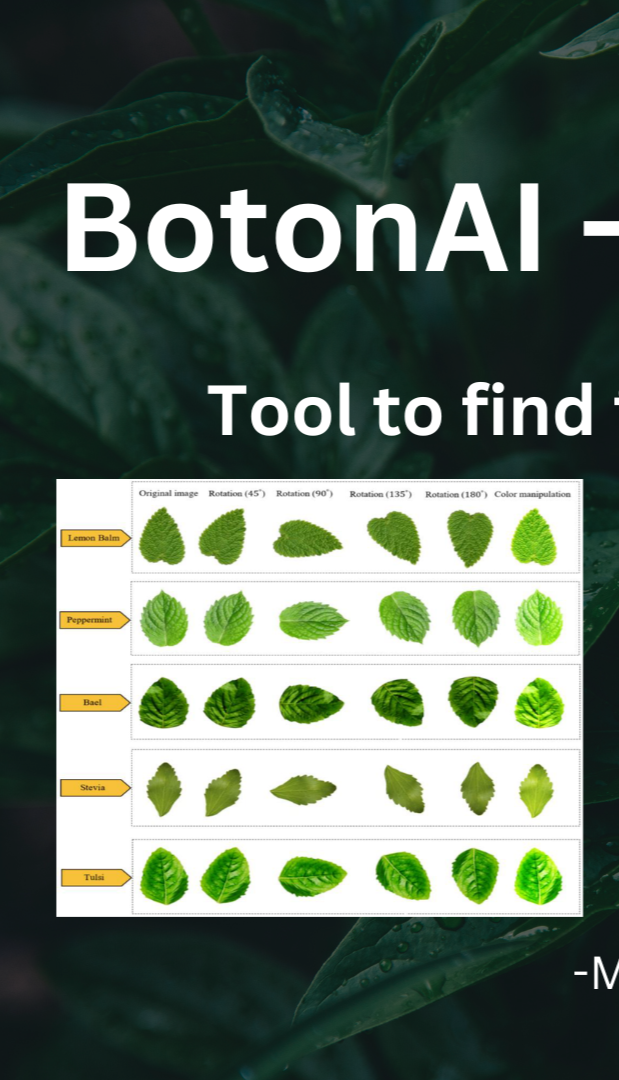 BotonAI -
Tool to find
Original image Rotation (45°) Rotation (90°) Rotation (135°) Rotation (180°) Color manipulation
Lemon Balm
Peppermint
Bael
Stevia
Tulsi
-M